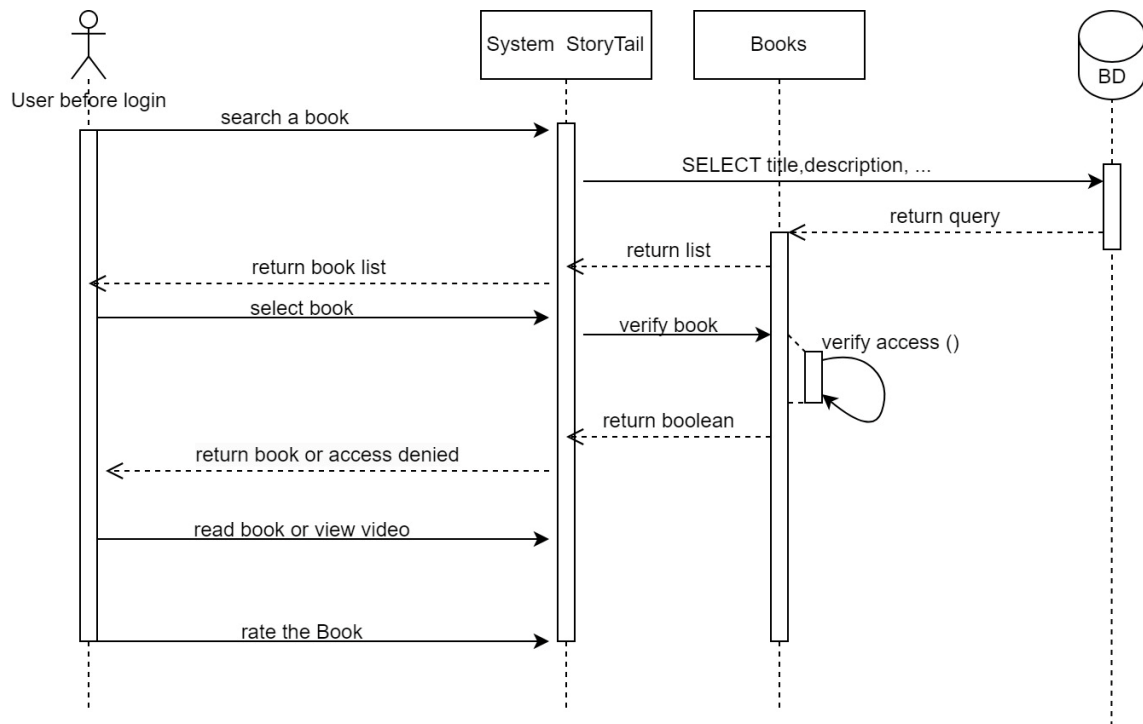 System StoryTail
Books
BD
User before login
search a book
SELECT title,description, ...
return query
return list
return book list
select book
verify book
verify access ()
return boolean
return book or access denied
read book or view video
rate the Book